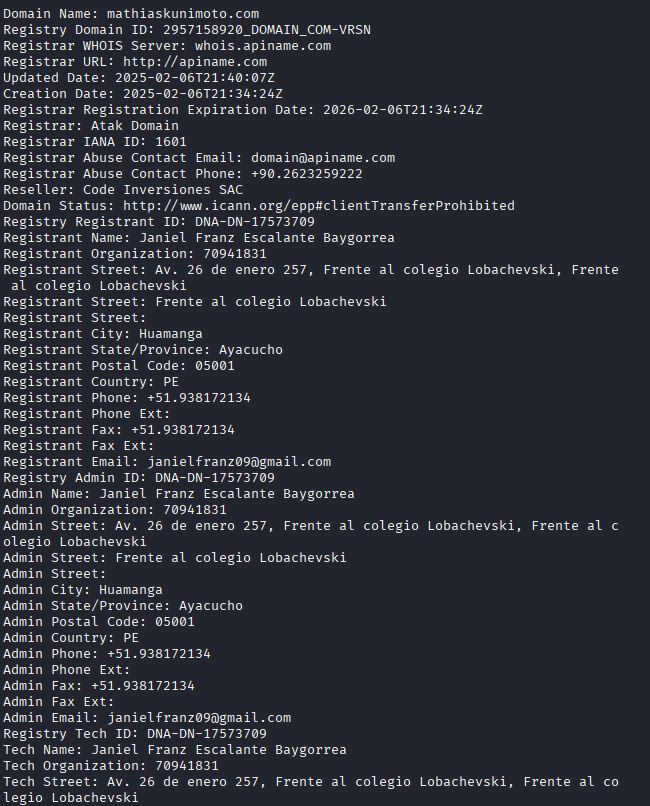 Domain Name: mathiaskunimoto.com
Registry Domain ID: 2957158920_DOMAIN_COM-VRSN
Registrar WHOIS Server: whois.apiname.com
Registrar URL: http://apiname.com
Updated Date: 2025-02-06T21:40:07Z
Creation Date: 2025-02-06T21:34:24Z
Registrar Registration Expiration Date: 2026-02-06T21:34:24Z
Registrar: Atak Domain
Registrar IANA ID: 1601
Registrar Abuse Contact Email: domain@apiname.com
Registrar Abuse Contact Phone: +90.2623259222
Reseller: Code Inversiones SAC
Domain Status: http://www.icann.org/epp#clientTransferProhibited
Registry Registrant ID: DNA-DN-17573709
Registrant Name: Janiel Franz Escalante Baygorrea
Registrant Organization: 70941831
Registrant Street: Av. 26 de enero 257, Frente al colegio Lobachevski, Frente
 al colegio Lobachevski
Registrant Street: Frente al colegio Lobachevski
Registrant Street:
Registrant City: Huamanga
Registrant State/Province: Ayacucho
Registrant Postal Code: 05001
Registrant Country: PE
Registrant Phone: +51.938172134
Registrant Phone Ext:
Registrant Fax: +51.938172134
Registrant Fax Ext:
Registrant Email: janielfranz09@gmail.com
Registry Admin ID: DNA-DN-17573709
Admin Name: Janiel Franz Escalante Baygorrea
Admin Organization: 70941831
Admin Street: Av. 26 de enero 257, Frente al colegio Lobachevski, Frente al c
olegio Lobachevski
Admin Street: Frente al colegio Lobachevski
Admin Street:
Admin City: Huamanga
Admin State/Province: Ayacucho
Admin Postal Code: 05001
Admin Country: PE
Admin Phone: +51.938172134
Admin Phone Ext:
Admin Fax: +51.938172134
Admin Fax Ext:
Admin Email: janielfranz09@gmail.com
Registry Tech ID: DNA-DN-17573709
Tech Name: Janiel Franz Escalante Baygorrea
Tech Organization: 70941831
Tech Street: Av. 26 de enero 257, Frente al colegio Lobachevski, Frente al co
legio Lobachevski